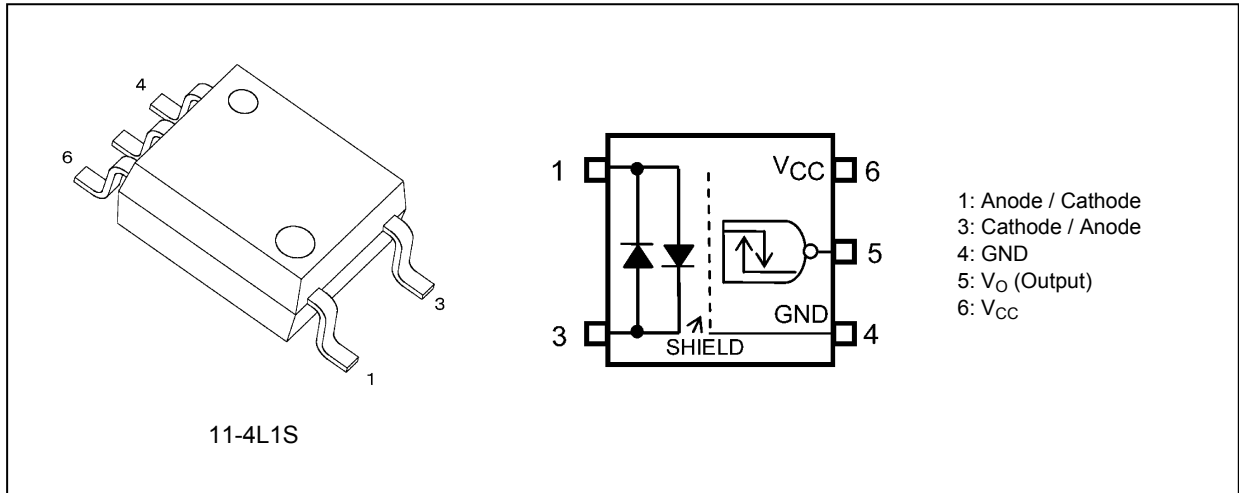 4
6
3
1
11-4L1S
1
VCC
6
5
GND
3
SHIELD
4
1: Anode / Cathode
3: Cathode / Anode
4: GND
5: VO (Output)
6: VCC